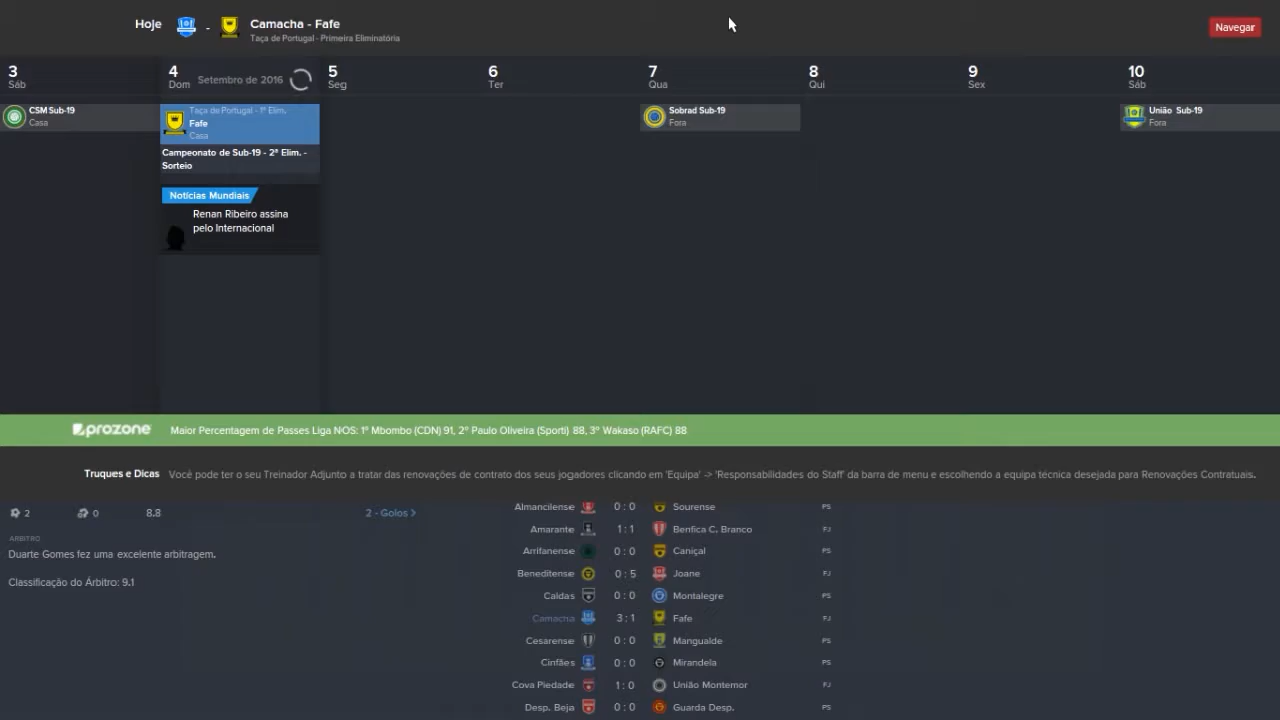 Hoje - Camacha - Fafe
Taça de Portugal - Primeira Eliminatória
Navegar
3 4 5 6 7 8 9 10
Sáb Dom Setembro de 2016 Seg Ter Qua Qui Sex Sáb
CSM Sub-19
Casa
Taça de Portugal - 1ª Elim.
Fafe
Casa
Campeonato de Sub-19 - 2ª Elim. -
Sorteio
Notícias Mundiais
Renan Ribeiro assina
pelo Internacional
Sobrad Sub-19
Fora
União Sub-19
Fora
prozone Maior Percentagem de Passes Liga NOS: 1º Mbombo (CDN) 91, 2º Paulo Oliveira (Sporti) 88, 3º Wakaso (RAFC) 88
Truques e Dicas Você pode ter o seu Treinador Adjunto a tratar das renovações de contrato dos seus jogadores clicando em 'Equipa' -> 'Responsabilidades do Staff' da barra de menu e escolhendo a equipa técnica desejada para Renovações Contratuais.
2 0 8.8 2 - Golos >
ARBITRO
Duarte Gomes fez uma excelente arbitragem.
Classificação do Árbitro: 9.1
Almancilense 0 : 0 Sourense PS
Amarante 1 : 1 Benfica C. Branco FJ
Arrifanense 0 : 0 Caniçal PS
Beneditense 0 : 5 Joane FJ
Caldas 0 : 0 Montalegre PS
Camacha 3 : 1 Fafe FJ
Cesarense 0 : 0 Mangualde PS
Cinfães 0 : 0 Mirandela PS
Cova Piedade 1 : 0 União Montemor FJ
Desp. Beja 0 : 0 Guarda Desp. PS